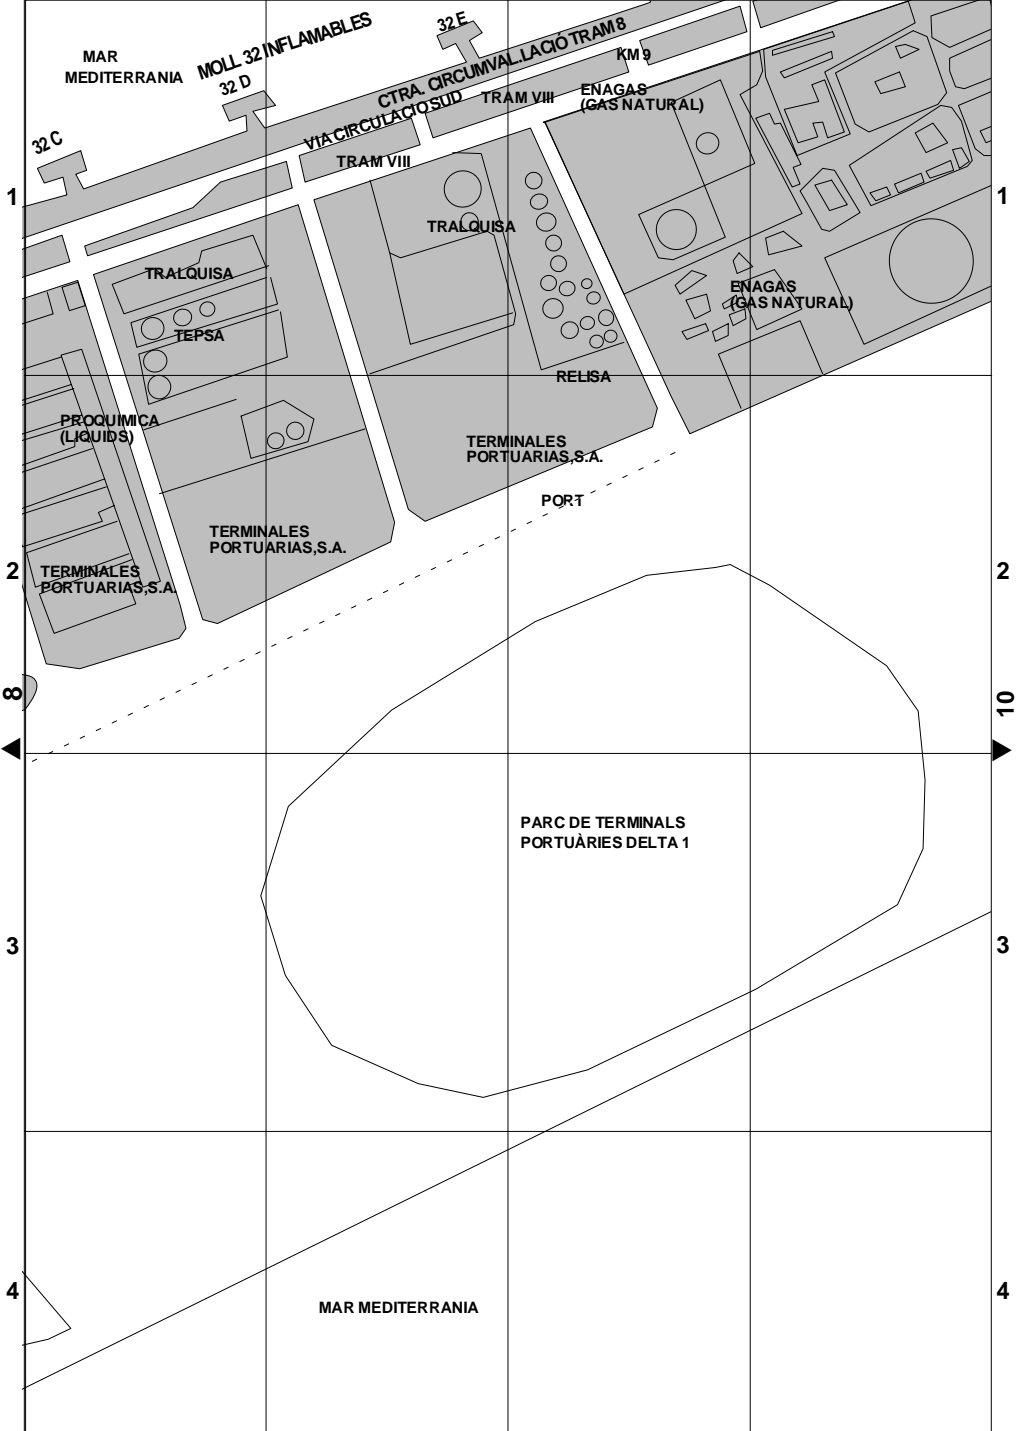 MAR
MEDITERRANIA
MOLL 32 INFLAMABLES
32 E
32 D
32 C
CTRA. CIRCUMVAL.LACIÓ TRAM 8
KM 9
VIA CIRCULACIO SUD
TRAM VIII
ENAGAS
(GAS NATURAL)
TRAM VIII
1
1
TRALQUISA
TRALQUISA
ENAGAS
(GAS NATURAL)
TEPSA
RELISA
PROQUIMICA
(LIQUIDS)
TERMINALES
PORTUARIAS,S.A.
PORT
TERMINALES
PORTUARIAS,S.A.
2
2
TERMINALES
PORTUARIAS,S.A.
8
10
PARC DE TERMINALS
PORTUÀRIES DELTA 1
3
3
4
4
MAR MEDITERRANIA